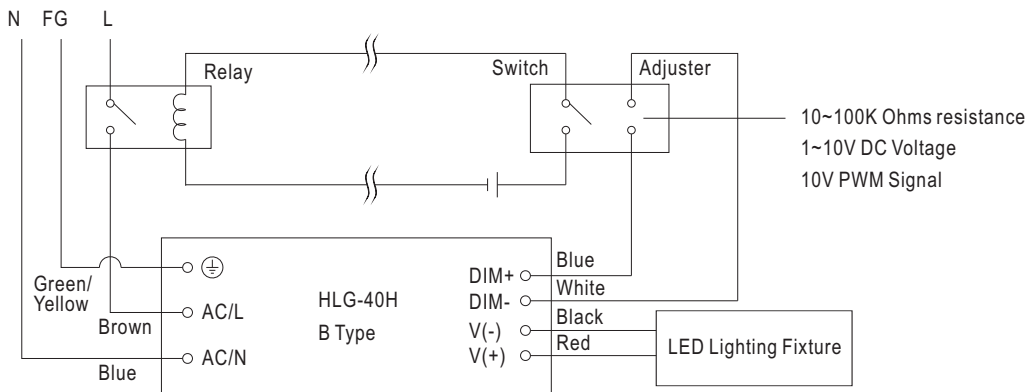 N FG L
Relay
Switch
Adjuster
10~100K Ohms resistance
1~10V DC Voltage
10V PWM Signal
Green/
Yellow
Brown
Blue
AC/L
AC/N
HLG-40H
B Type
DIM+
DIM-
V(-)
V(+)
Blue
White
Black
Red
LED Lighting Fixture